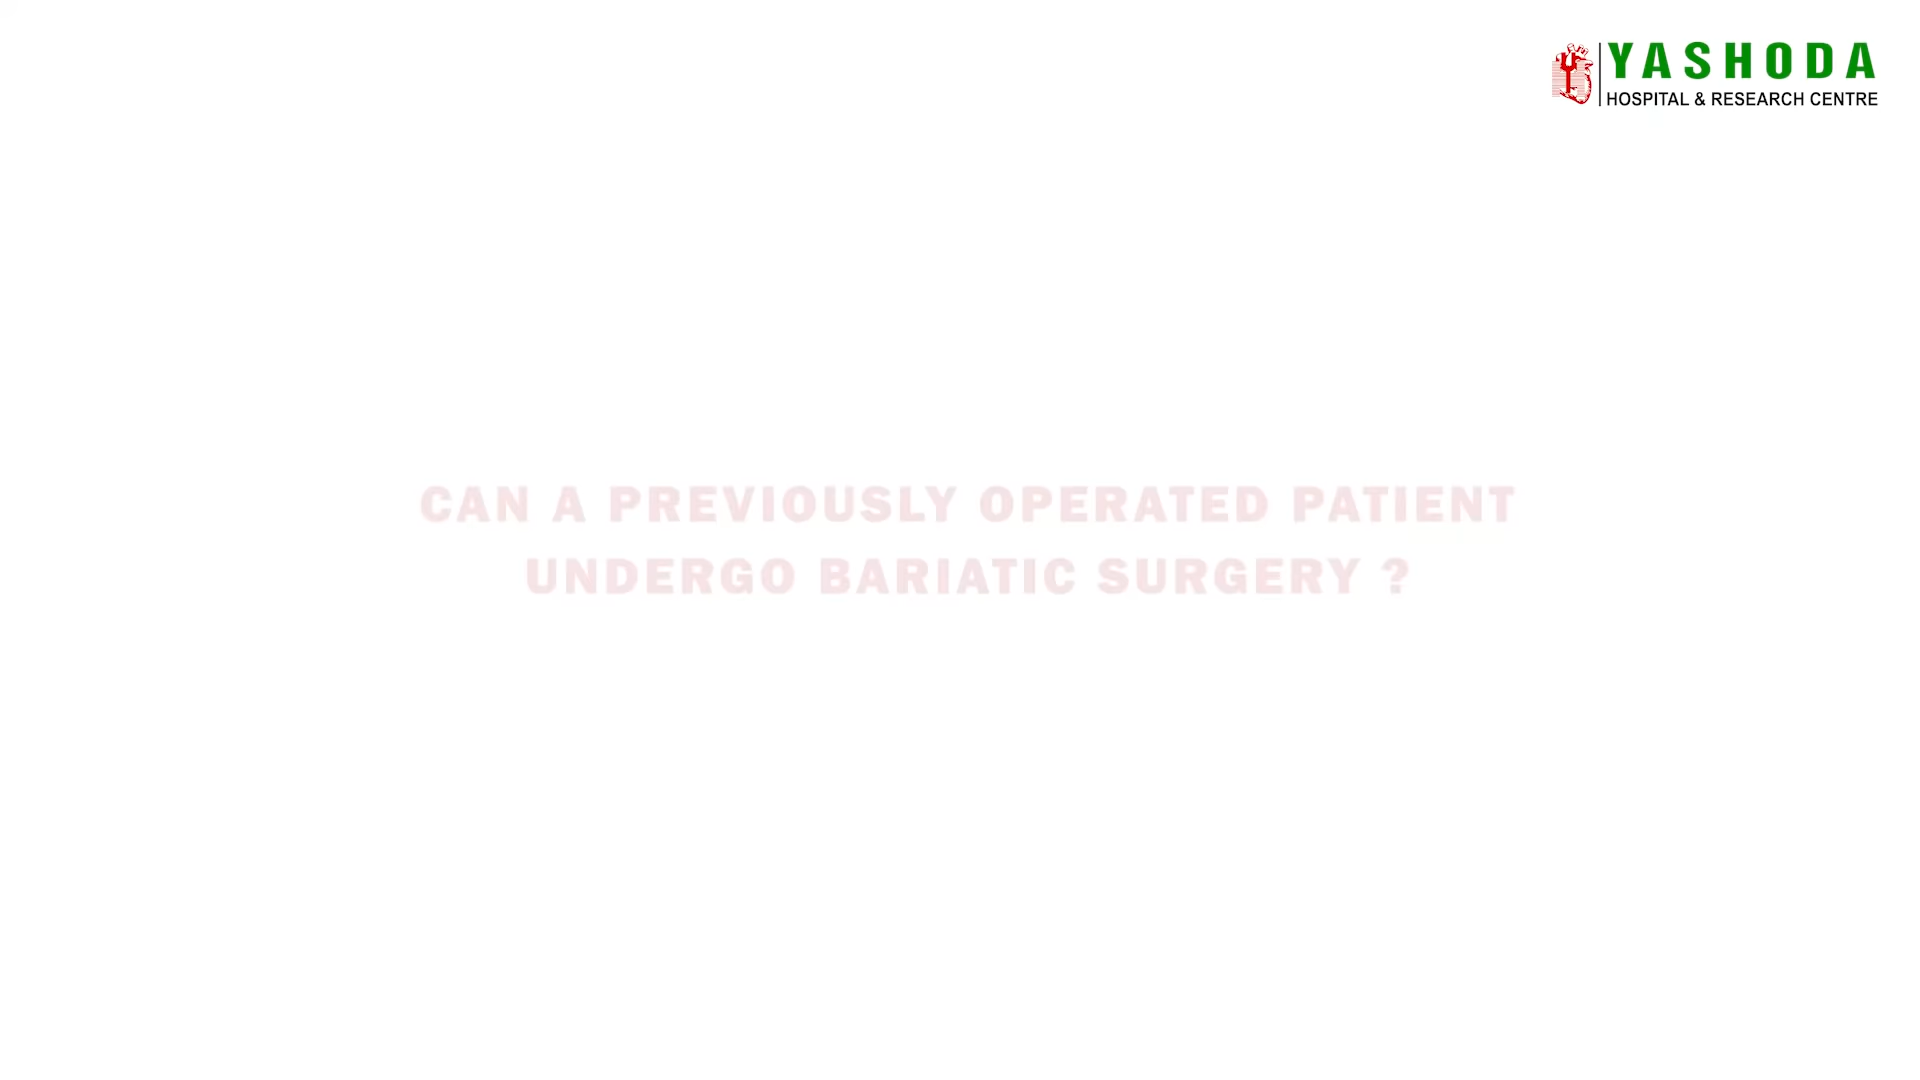 YASHODA
HOSPITAL & RESEARCH CENTRE
CAN A PREVIOUSLY OPERATED PATIENT
UNDERGO BARIATIC SURGERY ?